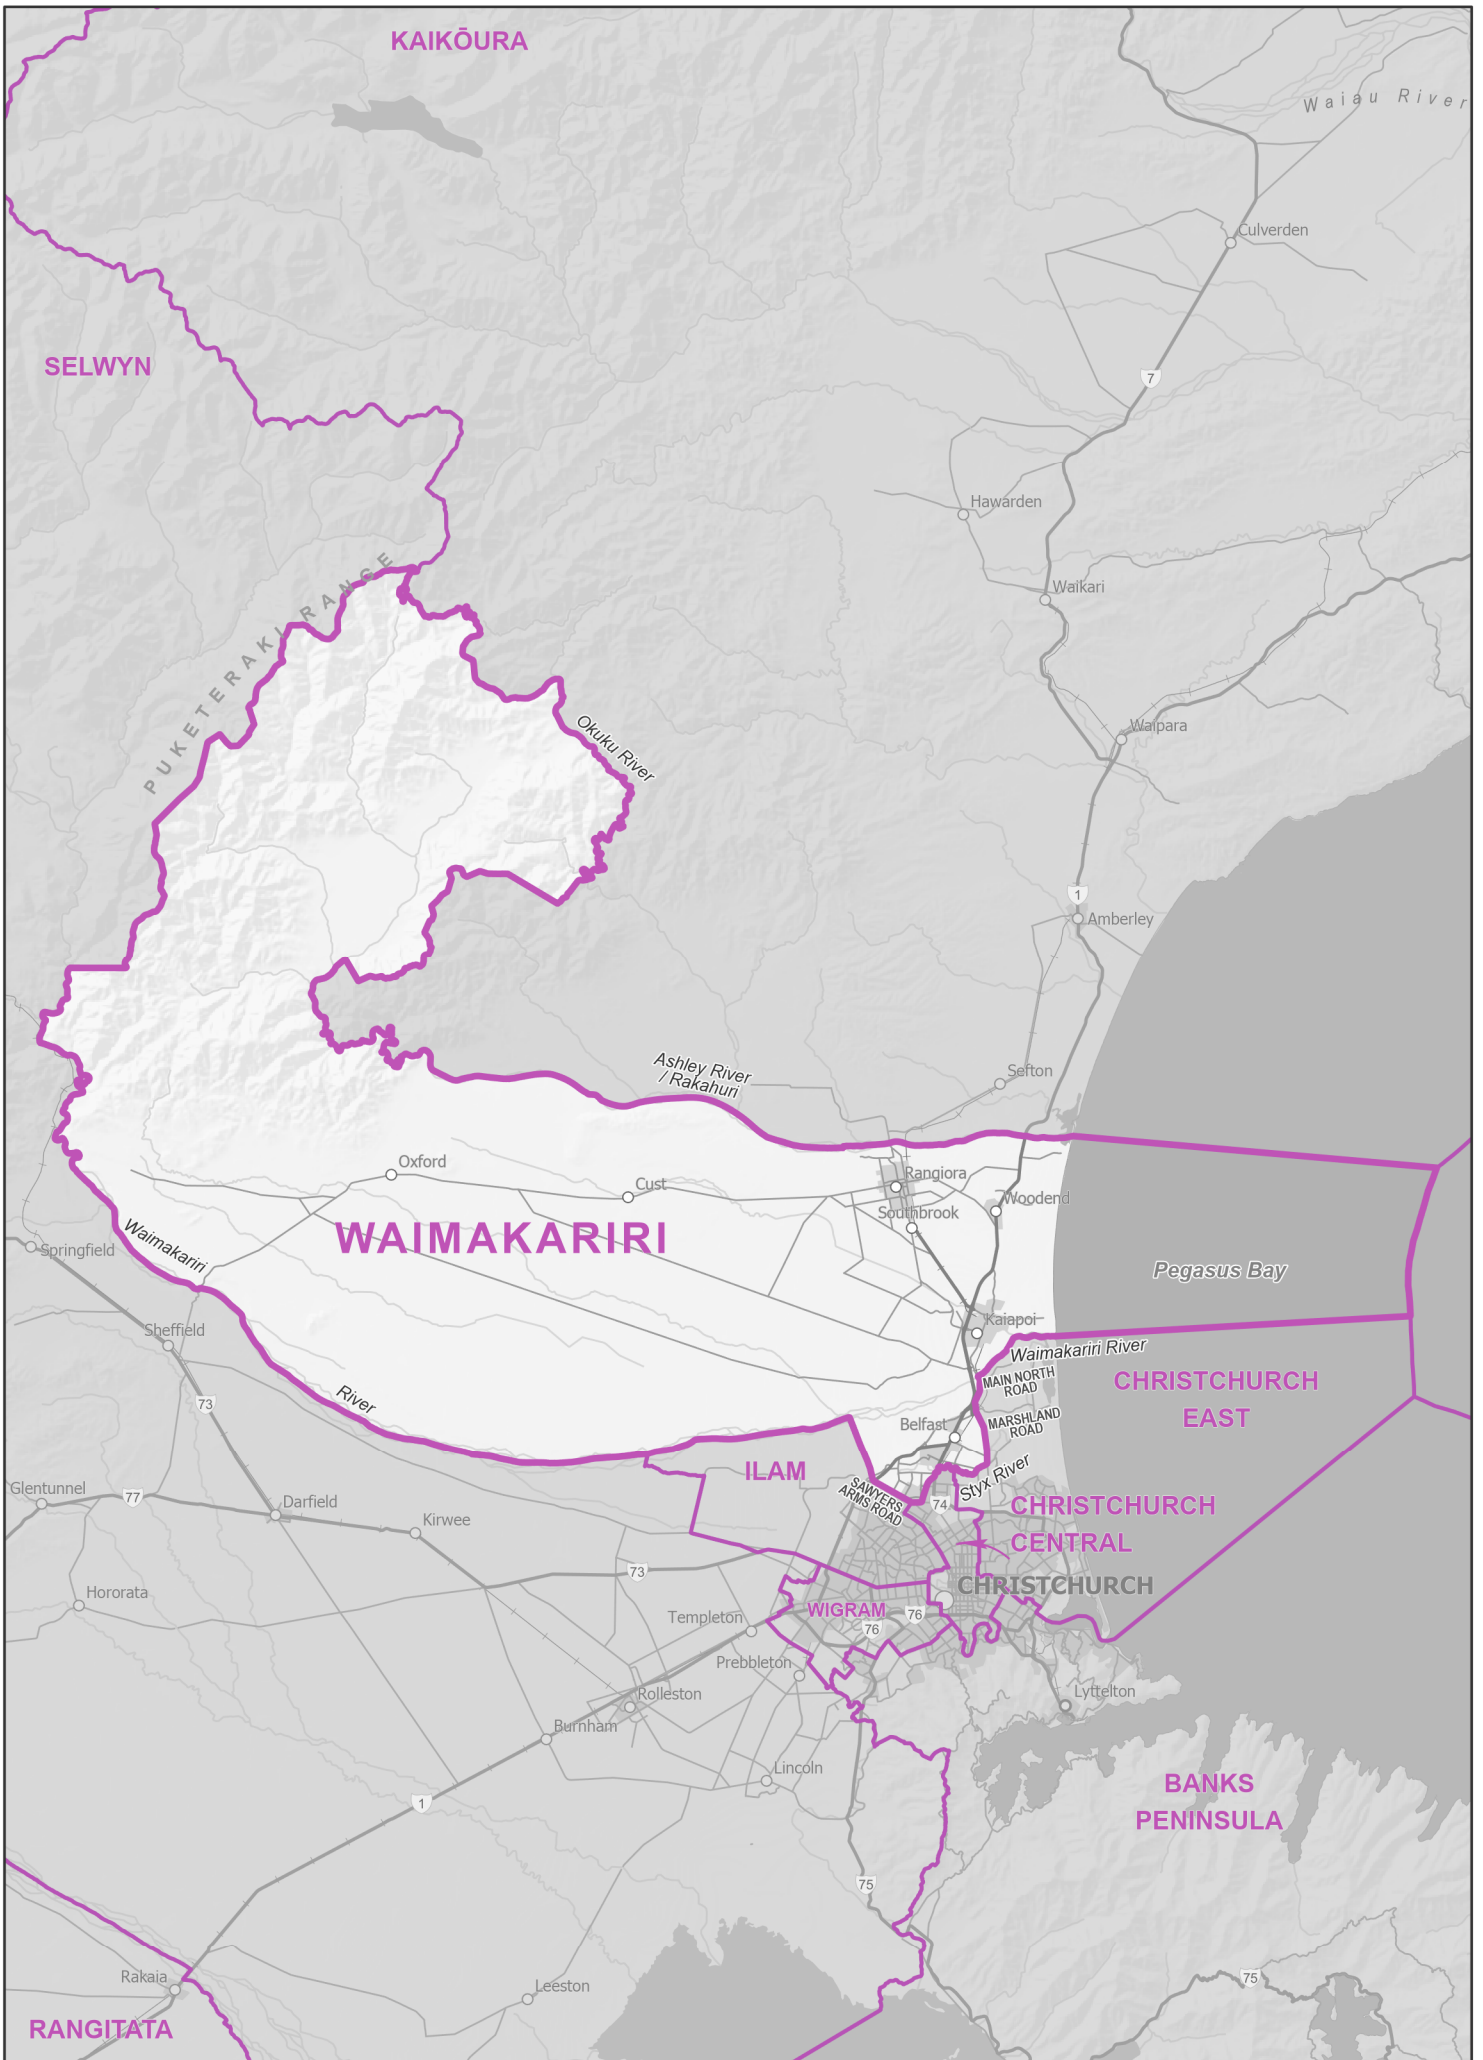 KAIKŌURA
Waiau River
Culverden
SELWYN
7
Hawarden
PUKETERAKI RANGE
Waikari
Okuku River
Waipara
1
Amberley
Ashley River
/ Rakahuri
Sefton
Oxford
Rangiora
Cust
Woodend
Southbrook
WAIMAKARIRI
Waimakariri
Springfield
Pegasus Bay
Sheffield
Kaiapoi
Waimakariri River
MAIN NORTH
ROAD
CHRISTCHURCH
EAST
River
73
Belfast
MARSHLAND
ROAD
ILAM
Styx River
SAWYERS
ARMS ROAD
74
Glentunnel
77
Darfield
Kirwee
CHRISTCHURCH
CENTRAL
73
Hororata
CHRISTCHURCH
WIGRAM
76
76
Templeton
Prebbleton
Rolleston
Lyttelton
Burnham
Lincoln
BANKS
PENINSULA
1
75
Rakaia
Leeston
75
RANGITATA